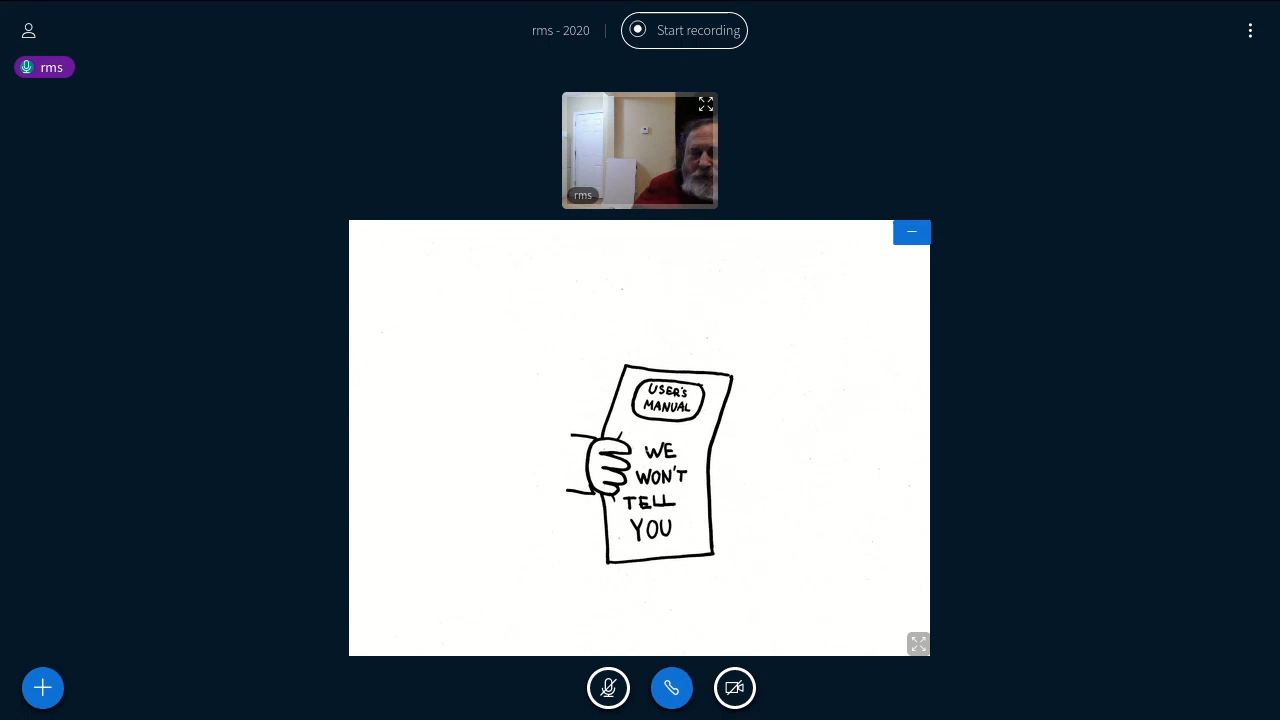 rms - 2020
Start recording
rms
rms
USER'S
MANUAL
WE
WON'T
TELL
YOU